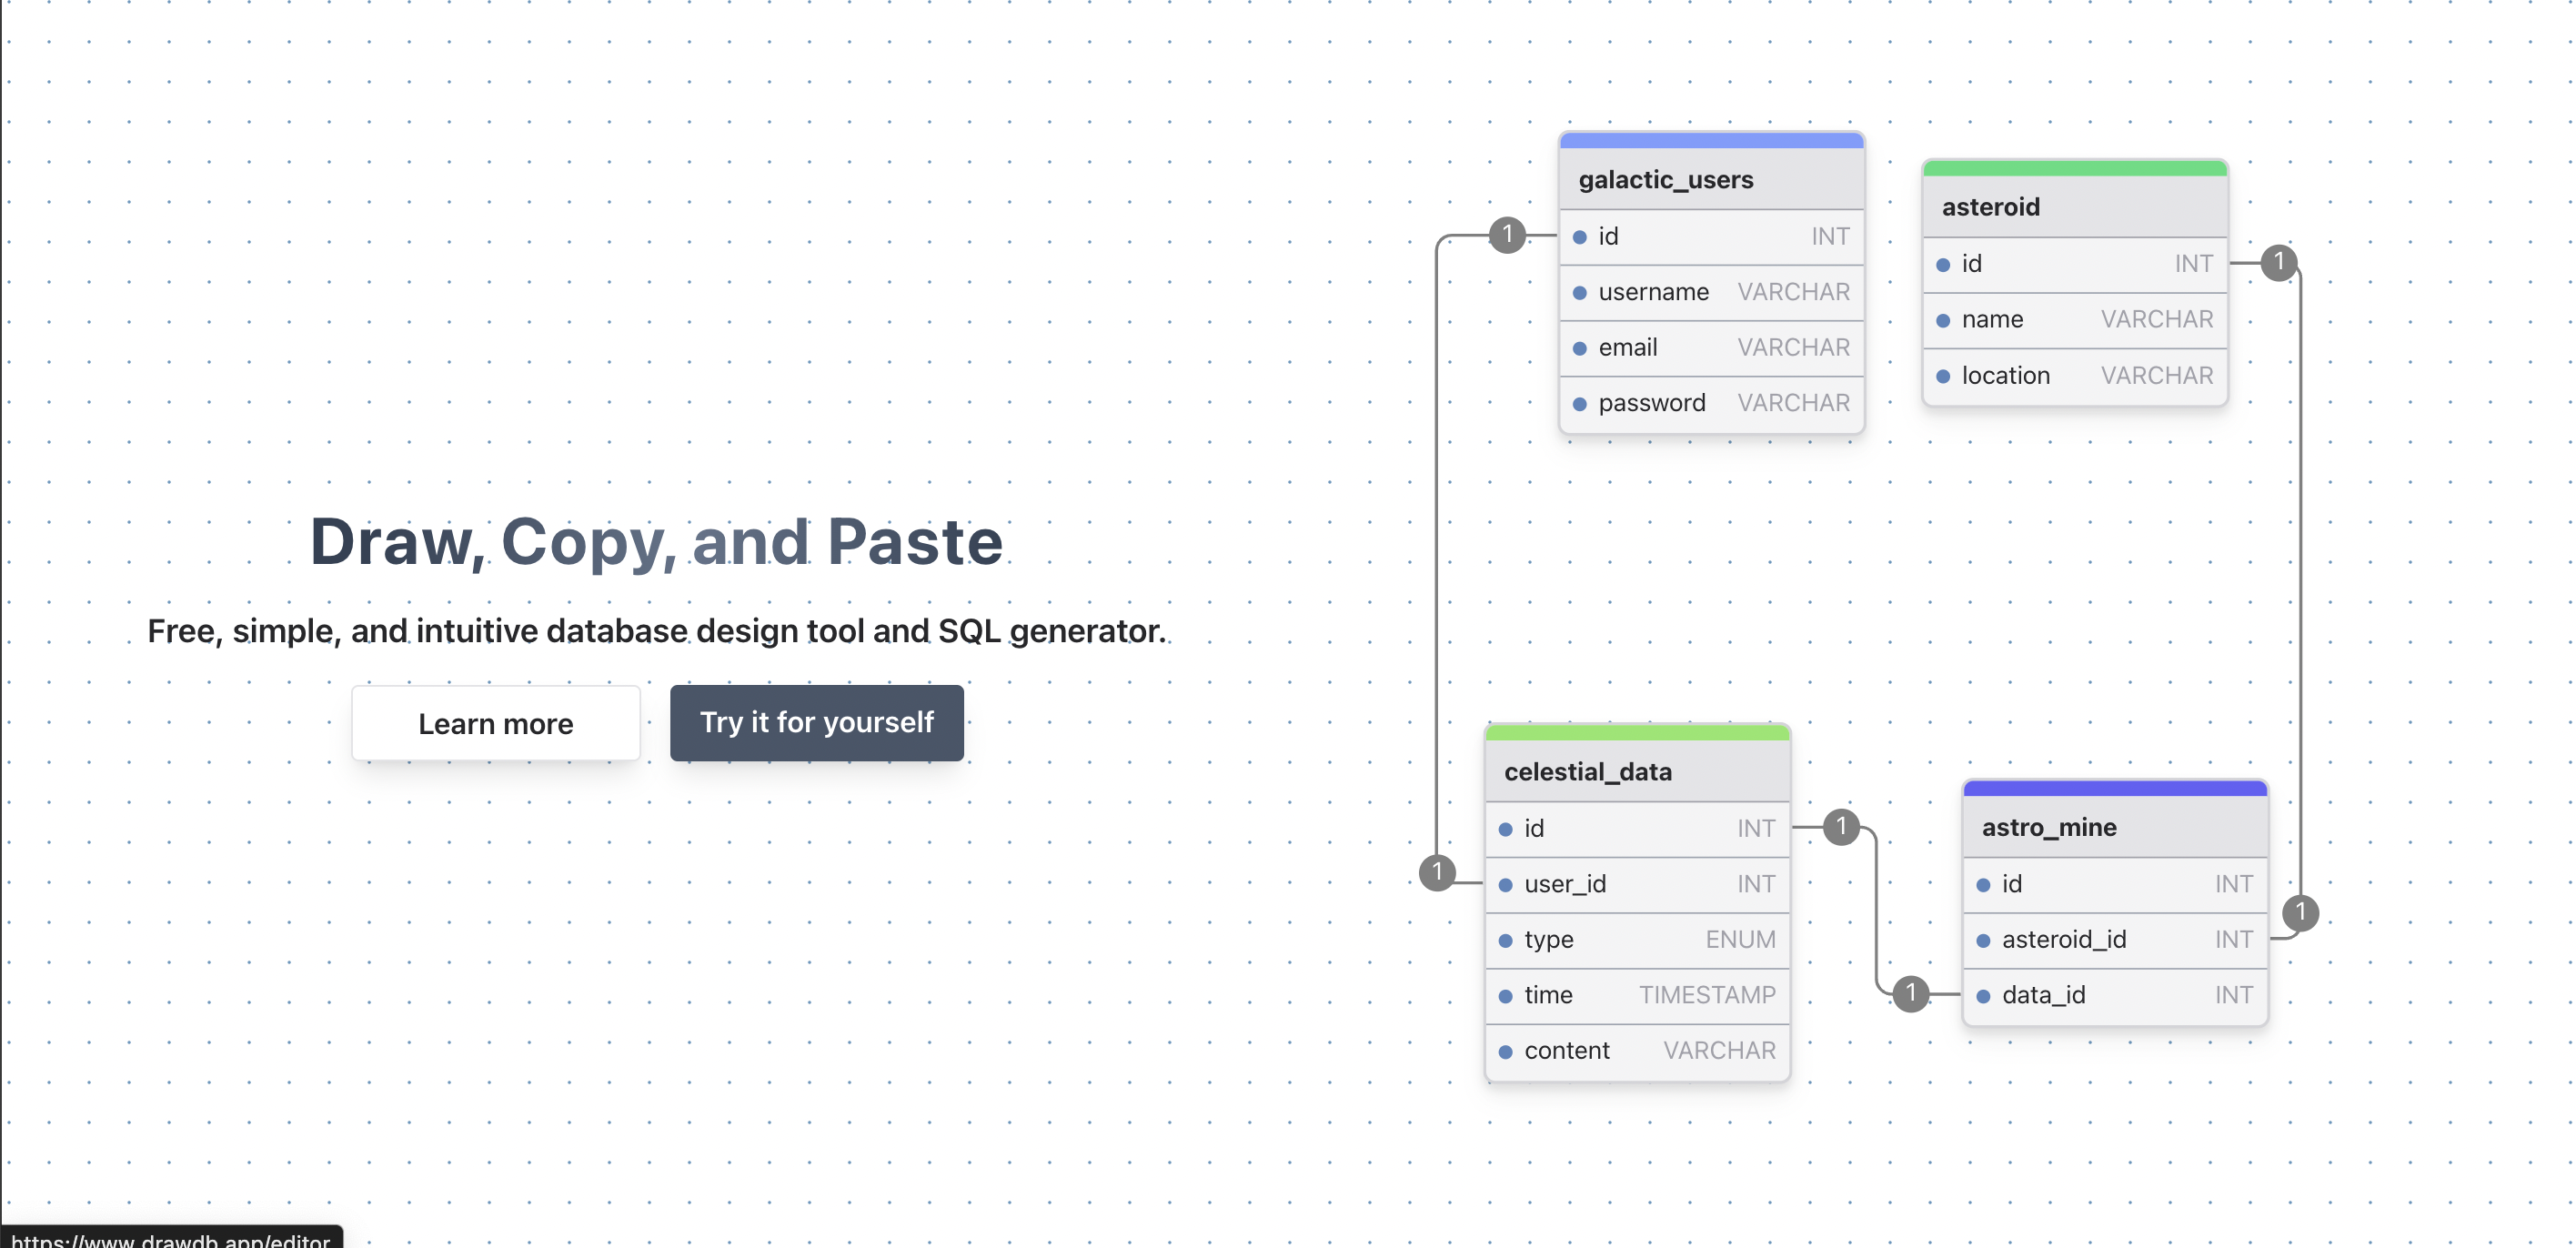 Draw, Copy, and Paste
Free, simple, and intuitive database design tool and SQL generator.
Learn more
Try it for yourself
galactic_users
1
id INT
username VARCHAR
email VARCHAR
password VARCHAR
asteroid
id INT
1
name VARCHAR
location VARCHAR
celestial_data
id INT
1
1
user_id INT
type ENUM
time TIMESTAMP
content VARCHAR
astro_mine
id INT
1
asteroid_id INT
1
data_id INT
https://www.drawdb.app/editor